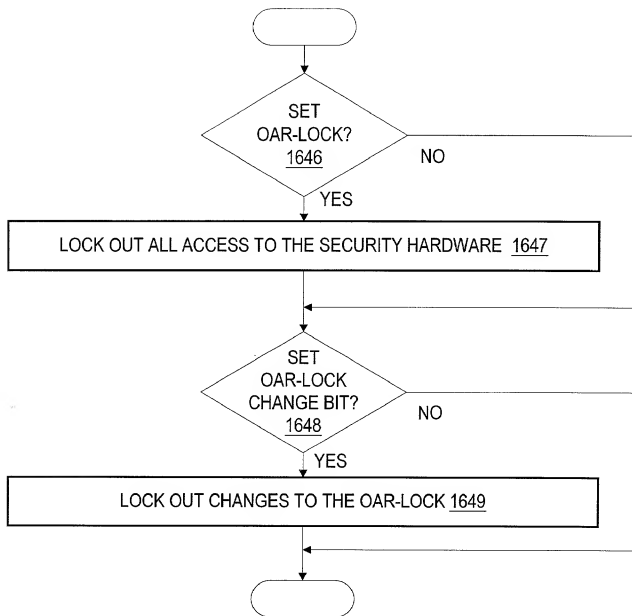 SET
OAR-LOCK?
1646
NO
YES
LOCK OUT ALL ACCESS TO THE SECURITY HARDWARE 1647
SET
OAR-LOCK
CHANGE BIT?
1648
NO
YES
LOCK OUT CHANGES TO THE OAR-LOCK 1649